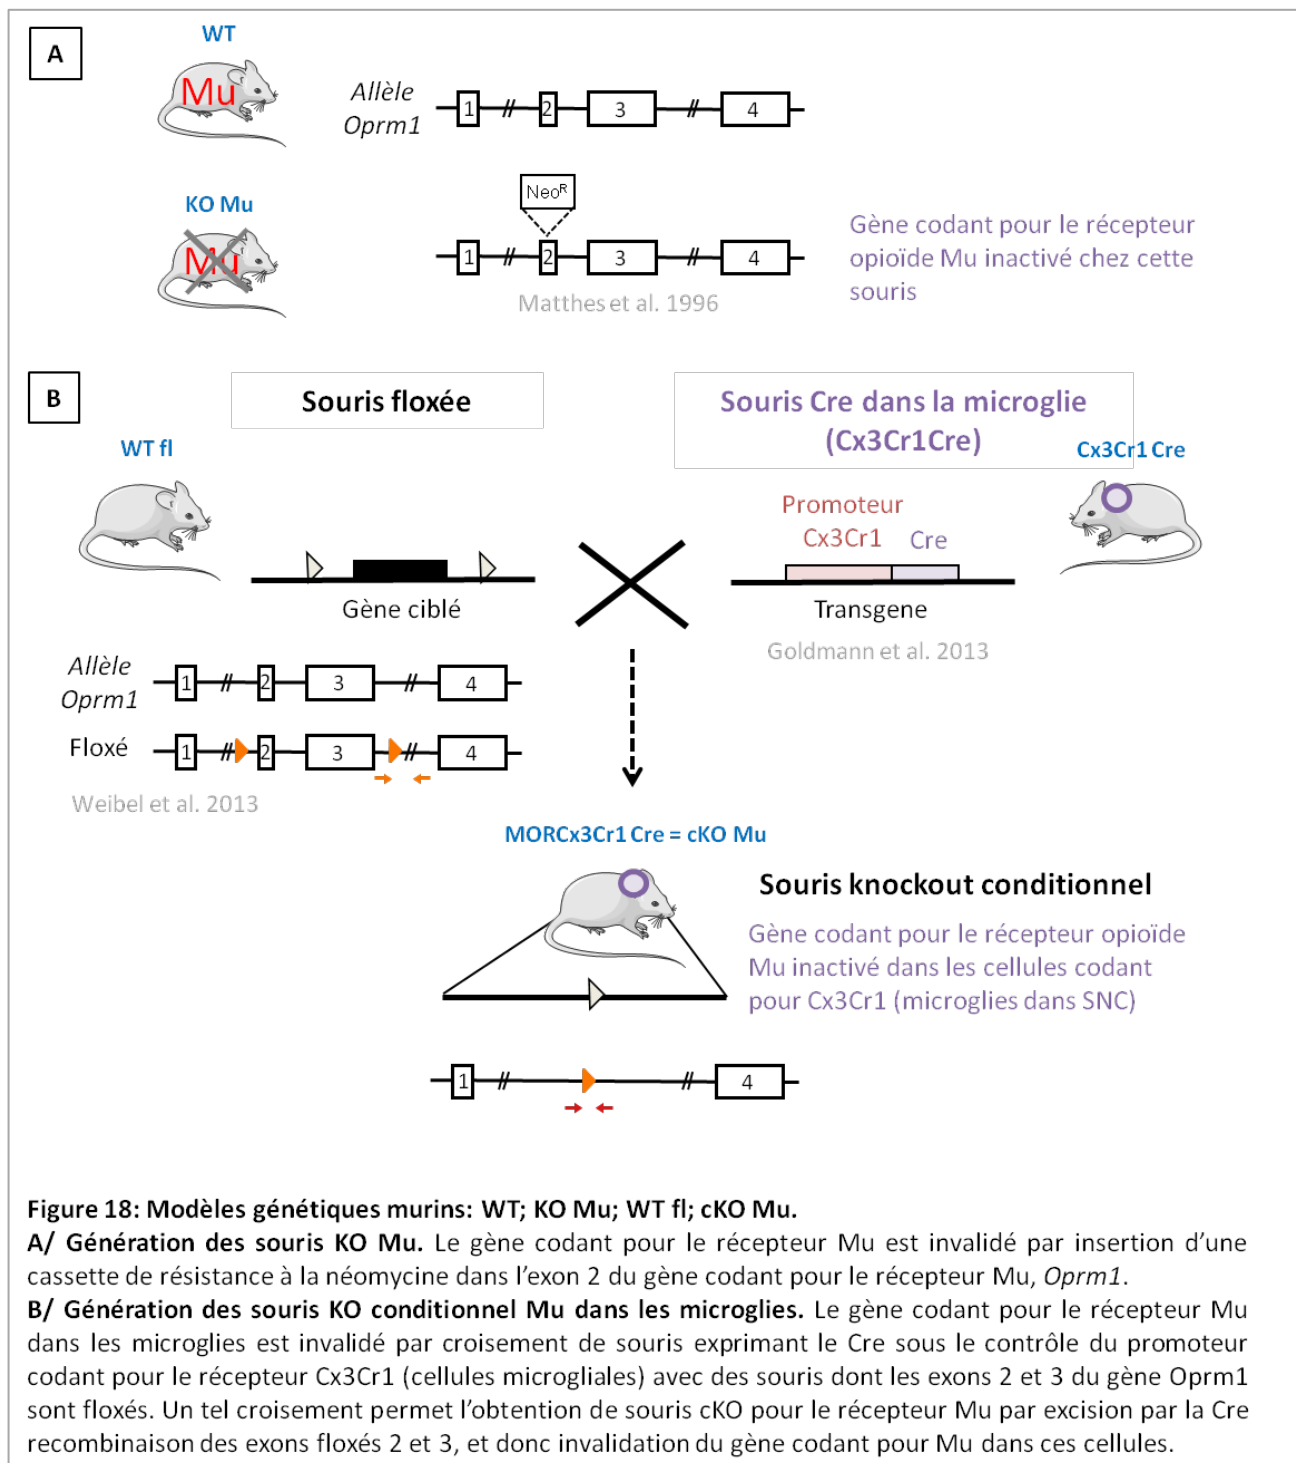 A
WT
Mu
Allèle
Oprm1
1 2 3 4
KO Mu
Mu
Neo^R
1 2 3 4
Matthes et al. 1996
Gène codant pour le récepteur
opioïde Mu inactivé chez cette
souris
B
Souris floxée
Souris Cre dans la microglie
(Cx3Cr1Cre)
WT fl
Cx3Cr1 Cre
Promoteur
Cx3Cr1
Cre
Gène ciblé
Transgene
Goldmann et al. 2013
Allèle
Oprm1
1 2 3 4
Floxé
1 2 3 4
Weibel et al. 2013
MORCx3Cr1 Cre = cKO Mu
Souris knockout conditionnel
Gène codant pour le récepteur opioïde
Mu inactivé dans les cellules codant
pour Cx3Cr1 (microglies dans SNC)
1 4
Figure 18: Modèles génétiques murins: WT; KO Mu; WT fl; cKO Mu.
A/ Génération des souris KO Mu. Le gène codant pour le récepteur Mu est invalidé par insertion d’une
cassette de résistance à la néomycine dans l’exon 2 du gène codant pour le récepteur Mu, Oprm1.
B/ Génération des souris KO conditionnel Mu dans les microglies. Le gène codant pour le récepteur Mu
dans les microglies est invalidé par croisement de souris exprimant le Cre sous le contrôle du promoteur
codant pour le récepteur Cx3Cr1 (cellules microgliales) avec des souris dont les exons 2 et 3 du gène Oprm1
sont floxés. Un tel croisement permet l’obtention de souris cKO pour le récepteur Mu par excision par la Cre
recombinaison des exons floxés 2 et 3, et donc invalidation du gène codant pour Mu dans ces cellules.